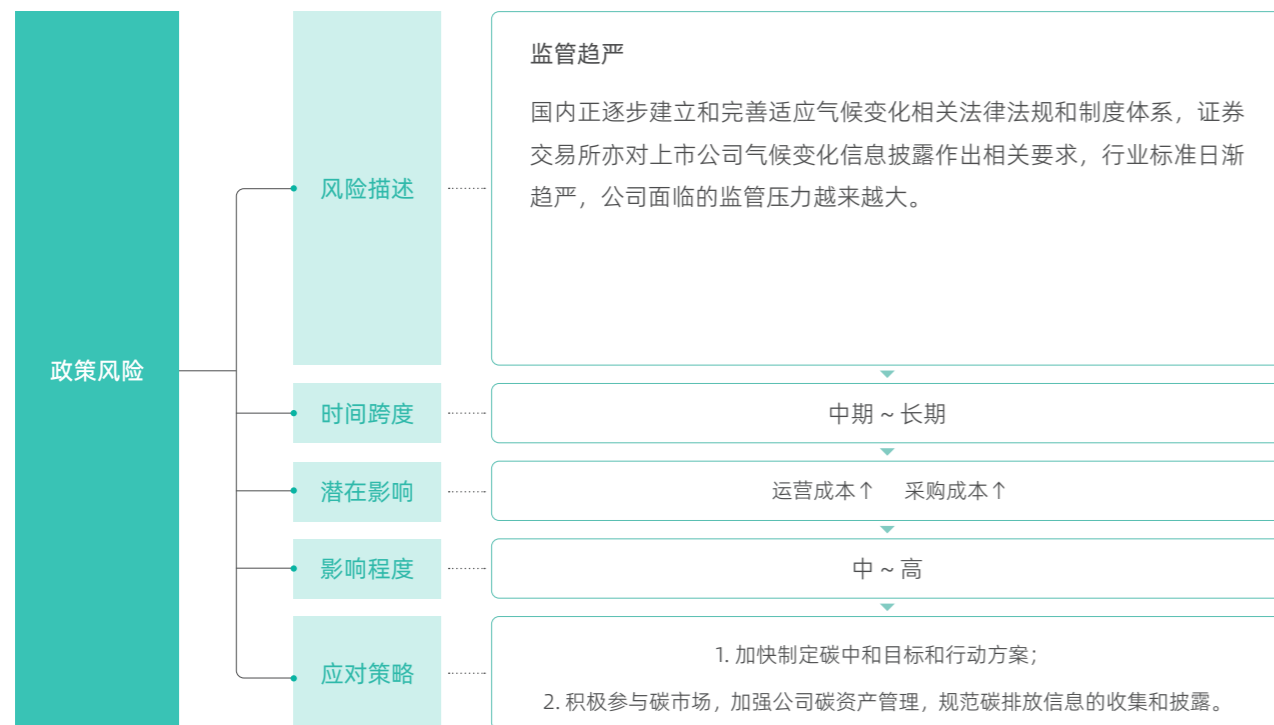 政策风险
风险描述
监管趋严
国内正逐步建立和完善适应气候变化相关法律法规和制度体系，证券
交易所亦对上市公司气候变化信息披露作出相关要求，行业标准日渐
趋严，公司面临的监管压力越来越大。
时间跨度
中期 ~ 长期
潜在影响
运营成本↑ 采购成本↑
影响程度
中 ~ 高
应对策略
1. 加快制定碳中和目标和行动方案；
2. 积极参与碳市场，加强公司碳资产管理，规范碳排放信息的收集和披露。